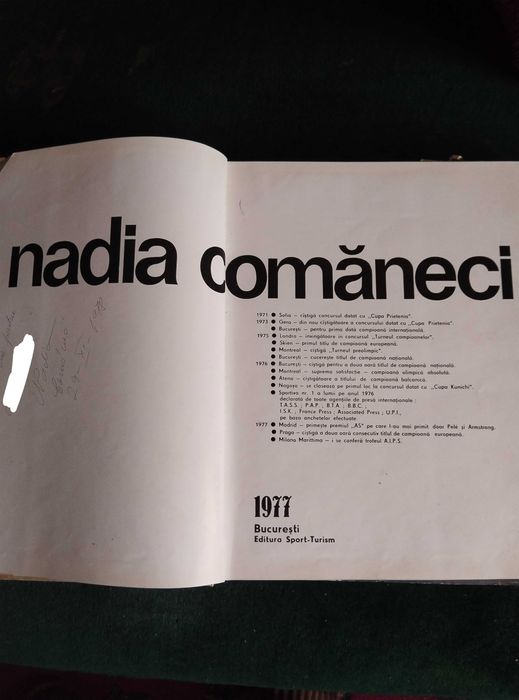 nadia comăneci
1971 ● Sofia – cîștigă concursul dotat cu „Cupa Prieteniei".
1973 ● Gera – din nou cîștigătoare a concursului dotat cu „Cupa Prieteniei".
● București – pentru prima dată campioană internațională.
1975 ● Londra – învingătoare în concursul „Turneul campioanelor".
● Skien – primul titlu de campioană europeană.
● Montreal – cîștigă „Turneul preolimpic"
● București – cucerește titlul de campioană națională.
1976 ● București – cîștigă pentru a doua oară titlul de campioană națională.
● Montreal – suprema satisfacție – campioană olimpică absolută.
● Atena – cîștigătoare a titlului de campioană balcanică.
● Nagoya – se clasează pe primul loc la concursul dotat cu „Cupa Kunichi".
● Sportiva nr. 1 a lumii pe anul 1976
declarată de toate agențiile de presă internaționale :
T.A.S.S. ; P.A.P. ; B.T.A. ; B.B.C. ;
I.S.K. ; France Press ; Associated Press ; U.P.I.,
pe baza anchetelor efectuate
1977 ● Madrid – primește premiul „AS" pe care l-au mai primit doar Pelé și Armstrong.
● Praga – cîștigă a doua oară consecutiv titlul de campioană europeană.
● Milano Marittima – i se conferă trofeul A.I.P.S.
1977
București
Editura Sport-Turism